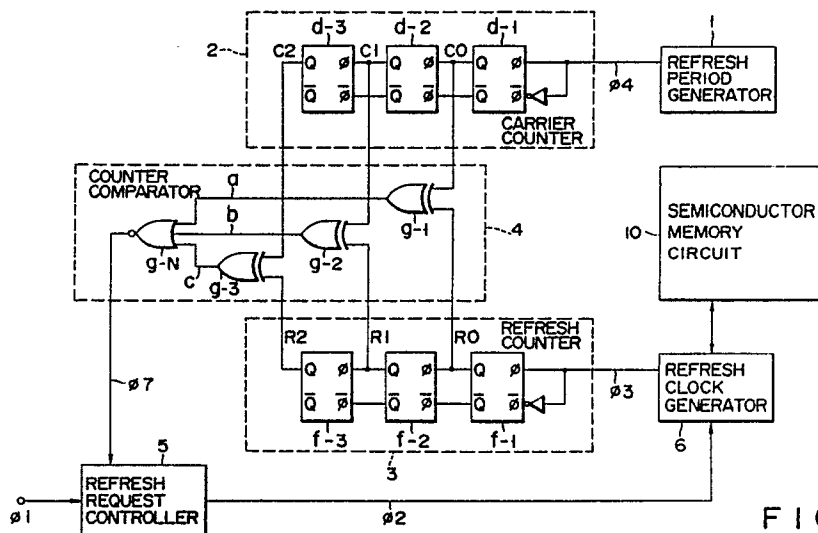 d-3
d-2
d-1
1
2
C2
C1
C0
Q
ø
Q
ø
Q
ø
Q̅
ø̅
Q̅
ø̅
Q̅
ø̅
ø4
REFRESH
PERIOD
GENERATOR
CARRIER
COUNTER
COUNTER
COMPARATOR
a
b
c
g-1
g-2
g-3
g-N
4
10
SEMICONDUCTOR
MEMORY
CIRCUIT
R2
R1
R0
REFRESH
COUNTER
Q
ø
Q
ø
Q
ø
Q̅
ø̅
Q̅
ø̅
Q̅
ø̅
ø3
REFRESH
CLOCK
GENERATOR
6
f-3
f-2
f-1
3
ø7
5
REFRESH
REQUEST
CONTROLLER
ø1
ø2
FIG